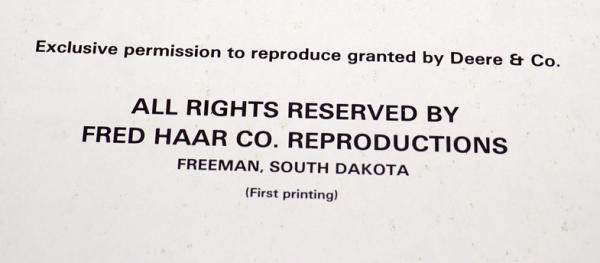 Exclusive permission to reproduce granted by Deere & Co.
ALL RIGHTS RESERVED BY
FRED HAAR CO. REPRODUCTIONS
FREEMAN, SOUTH DAKOTA
(First printing)